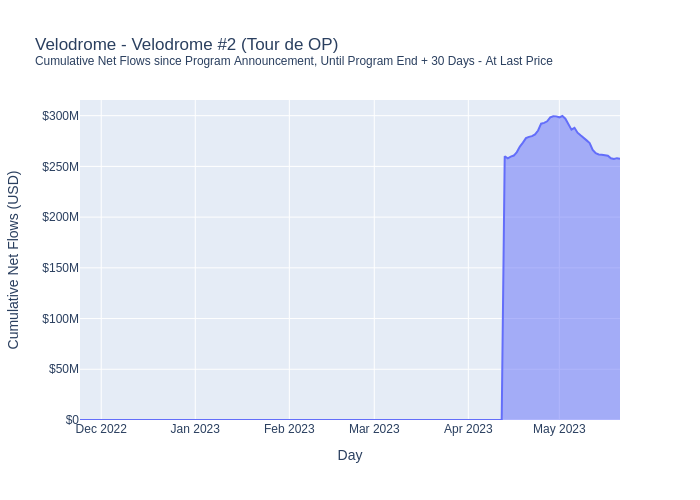 Velodrome - Velodrome #2 (Tour de OP)
Cumulative Net Flows since Program Announcement, Until Program End + 30 Days - At Last Price
Cumulative Net Flows (USD)
$300M
$250M
$200M
$150M
$100M
$50M
$0
Dec 2022 Jan 2023 Feb 2023 Mar 2023 Apr 2023 May 2023
Day